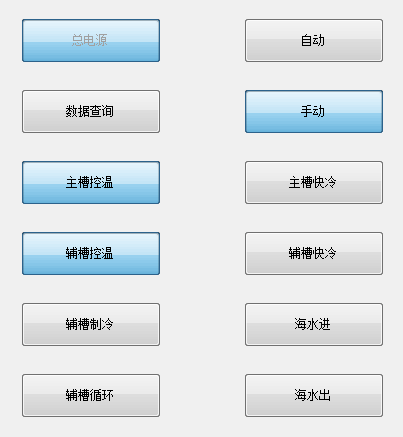 总电源
自动
数据查询
手动
主槽控温
主槽快冷
辅槽控温
辅槽快冷
辅槽制冷
海水进
辅槽循环
海水出